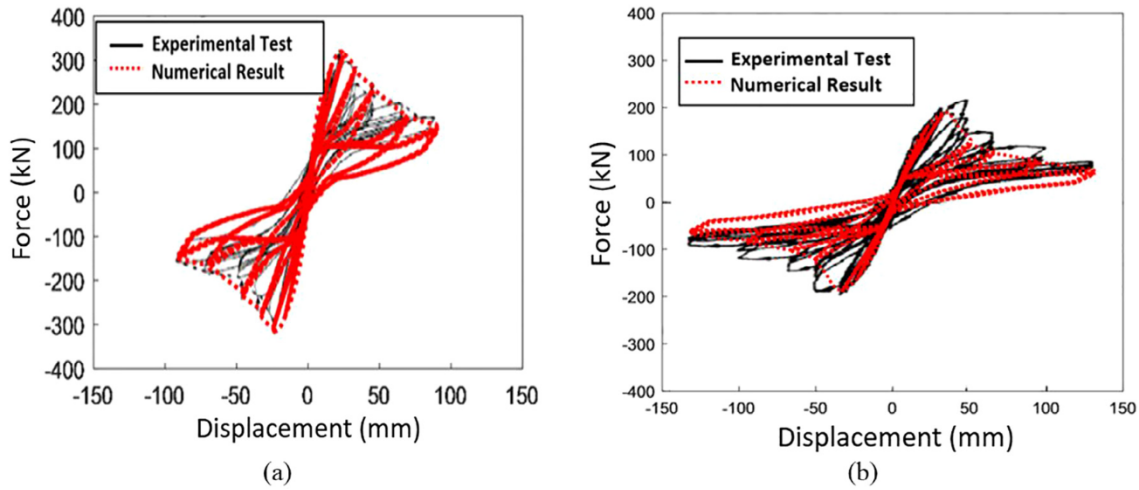 400
300
200
100
0
-100
-200
-300
-400
-150 -100 -50 0 50 100 150
Force (kN)
Displacement (mm)
Experimental Test
Numerical Result
(a)
400
300
200
100
0
-100
-200
-300
-400
-150 -100 -50 0 50 100 150
Force (kN)
Displacement (mm)
Experimental Test
Numerical Result
(b)